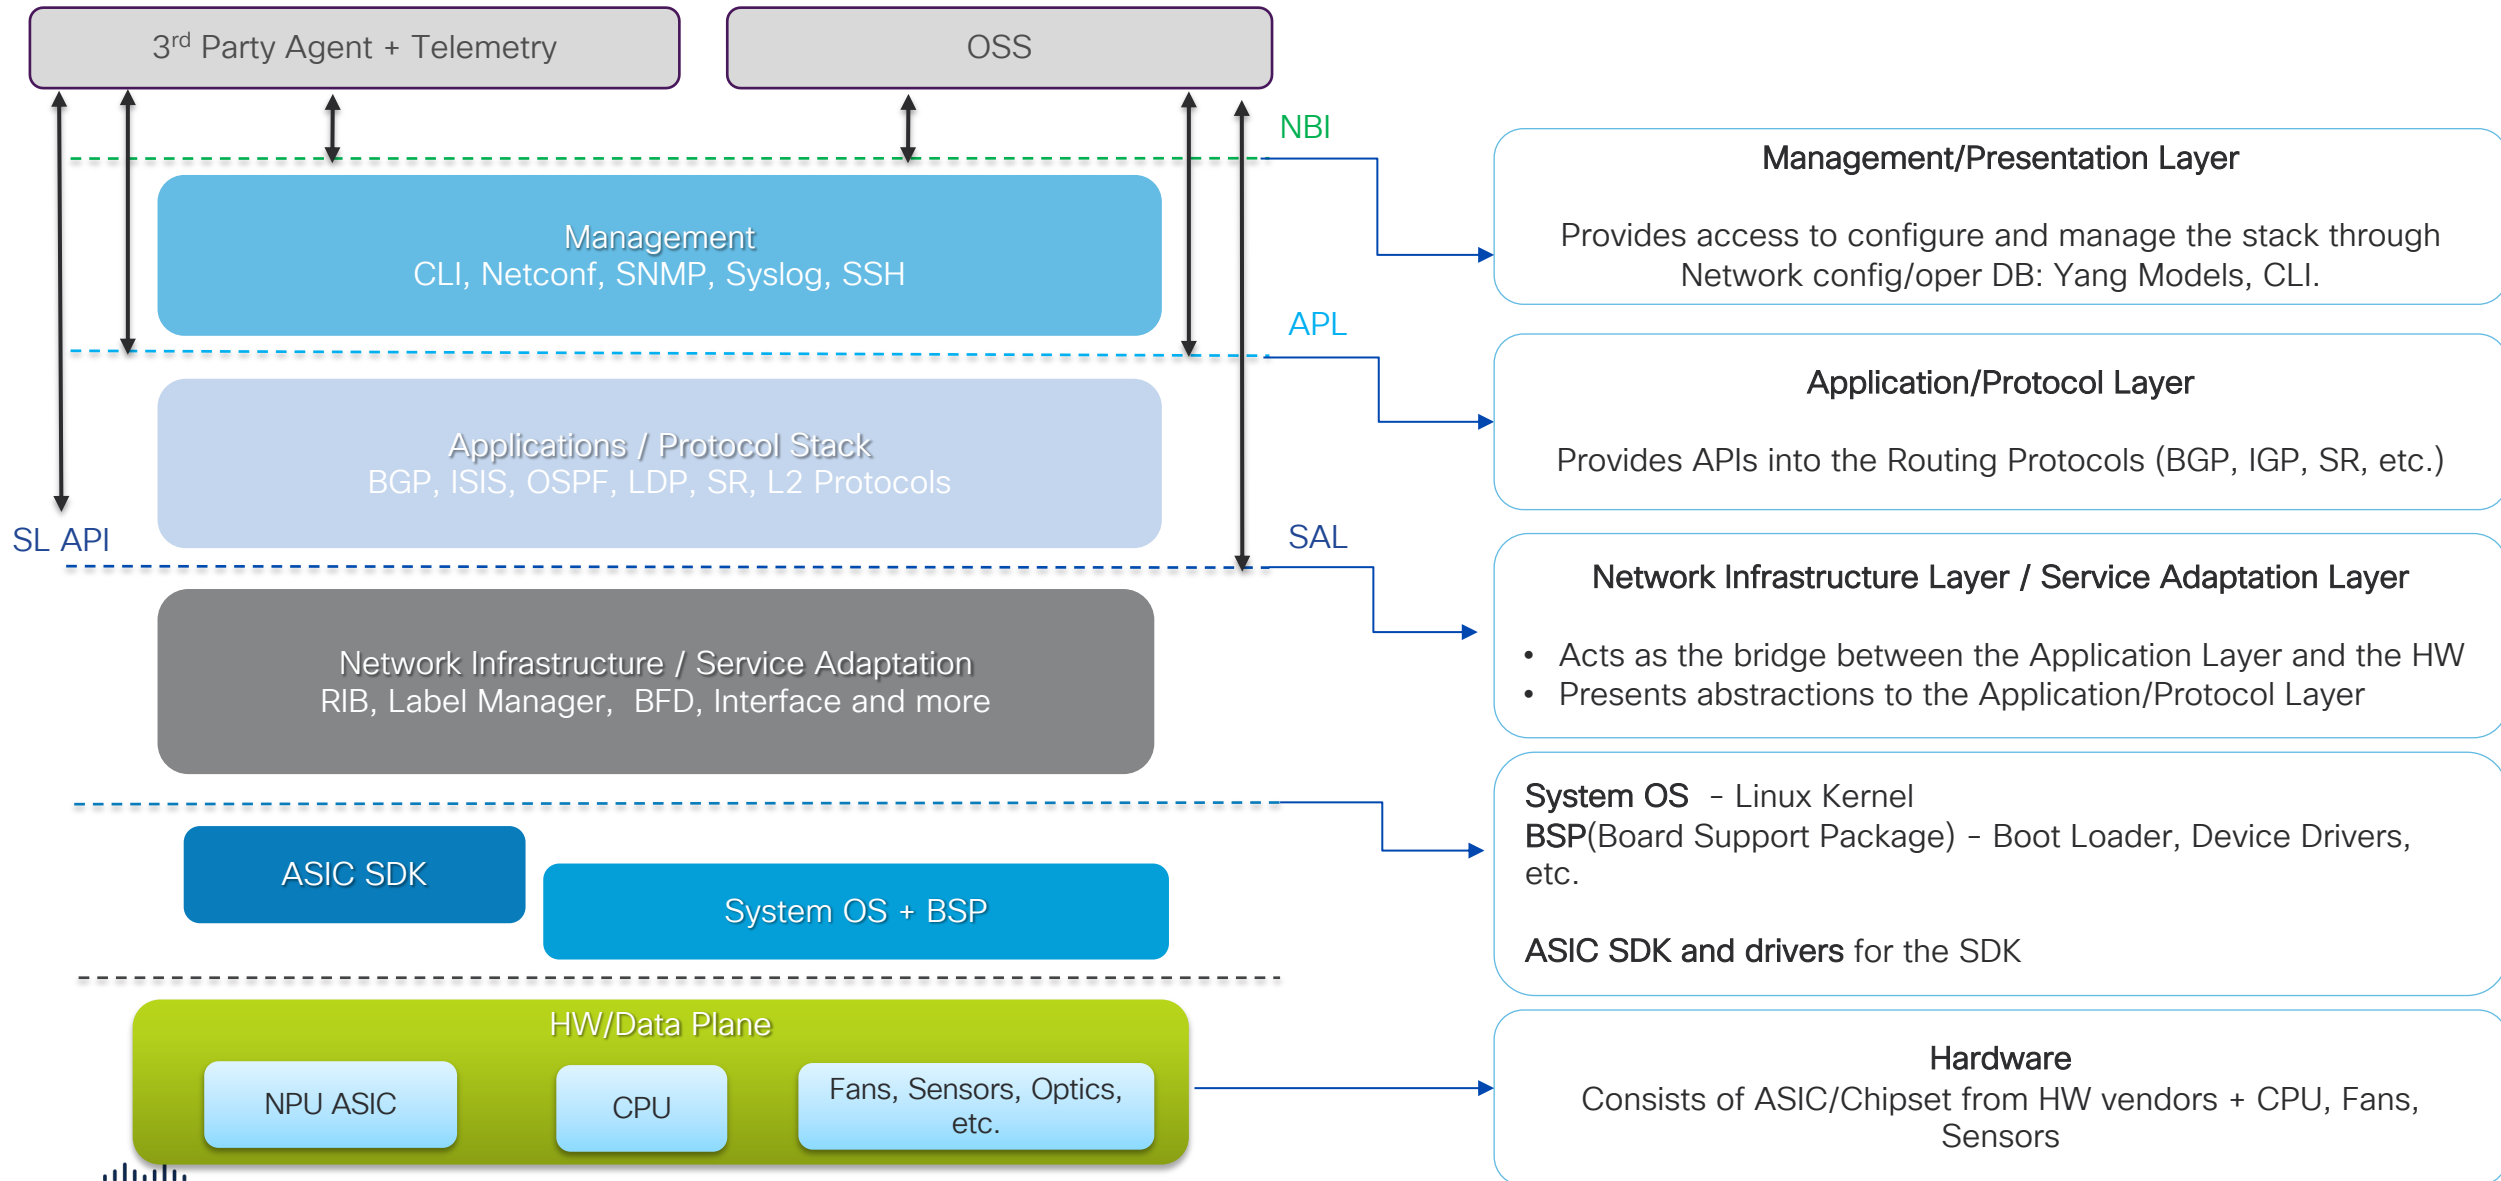 3rd Party Agent + Telemetry
OSS
NBI
Management
CLI, Netconf, SNMP, Syslog, SSH
Management/Presentation Layer
Provides access to configure and manage the stack through
Network config/oper DB: Yang Models, CLI.
APL
Applications / Protocol Stack
BGP, ISIS, OSPF, LDP, SR, L2 Protocols
Application/Protocol Layer
Provides APIs into the Routing Protocols (BGP, IGP, SR, etc.)
SL API
SAL
Network Infrastructure / Service Adaptation
RIB, Label Manager, BFD, Interface and more
Network Infrastructure Layer / Service Adaptation Layer
• Acts as the bridge between the Application Layer and the HW
• Presents abstractions to the Application/Protocol Layer
ASIC SDK
System OS + BSP
System OS – Linux Kernel
BSP(Board Support Package) – Boot Loader, Device Drivers,
etc.
ASIC SDK and drivers for the SDK
HW/Data Plane
NPU ASIC
CPU
Fans, Sensors, Optics,
etc.
Hardware
Consists of ASIC/Chipset from HW vendors + CPU, Fans,
Sensors